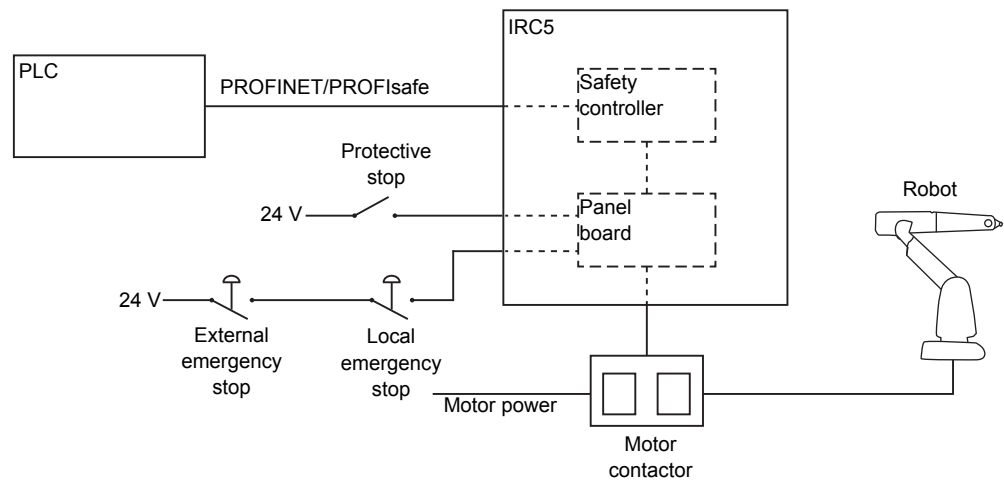 IRC5
PLC
PROFINET/PROFIsafe
Safety
controller
Protective
stop
24 V
Panel
board
Robot
24 V
External
emergency
stop
Local
emergency
stop
Motor power
Motor
contactor